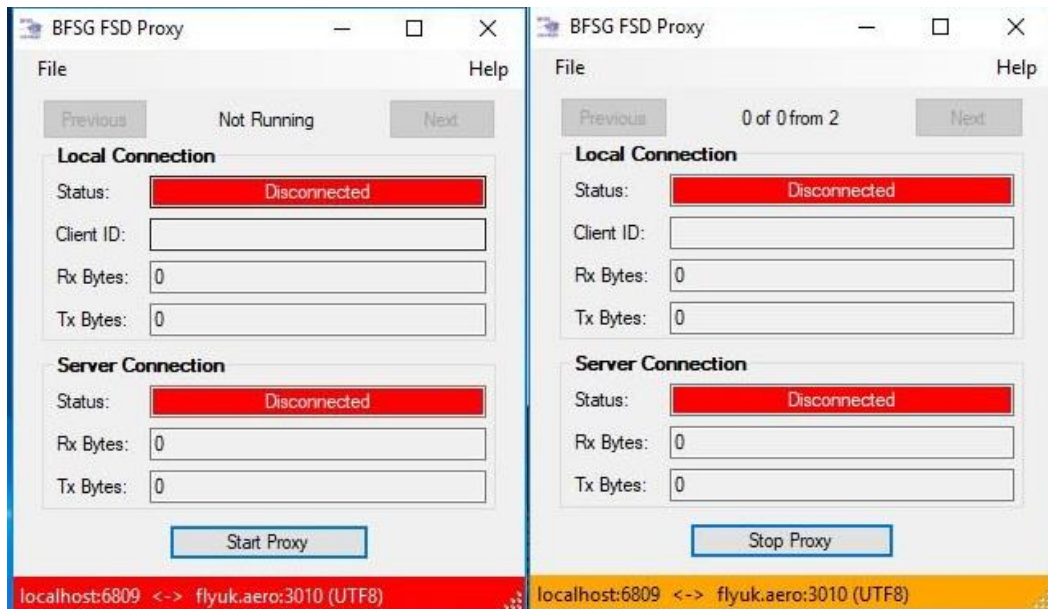 BFSG FSD Proxy
File Help
Previous Not Running Next
Local Connection
Status: Disconnected
Client ID:
Rx Bytes: 0
Tx Bytes: 0
Server Connection
Status: Disconnected
Rx Bytes: 0
Tx Bytes: 0
Start Proxy
localhost:6809 <-> flyuk.aero:3010 (UTF8)
BFSG FSD Proxy
File Help
Previous 0 of 0 from 2 Next
Local Connection
Status: Disconnected
Client ID:
Rx Bytes: 0
Tx Bytes: 0
Server Connection
Status: Disconnected
Rx Bytes: 0
Tx Bytes: 0
Stop Proxy
localhost:6809 <-> flyuk.aero:3010 (UTF8)